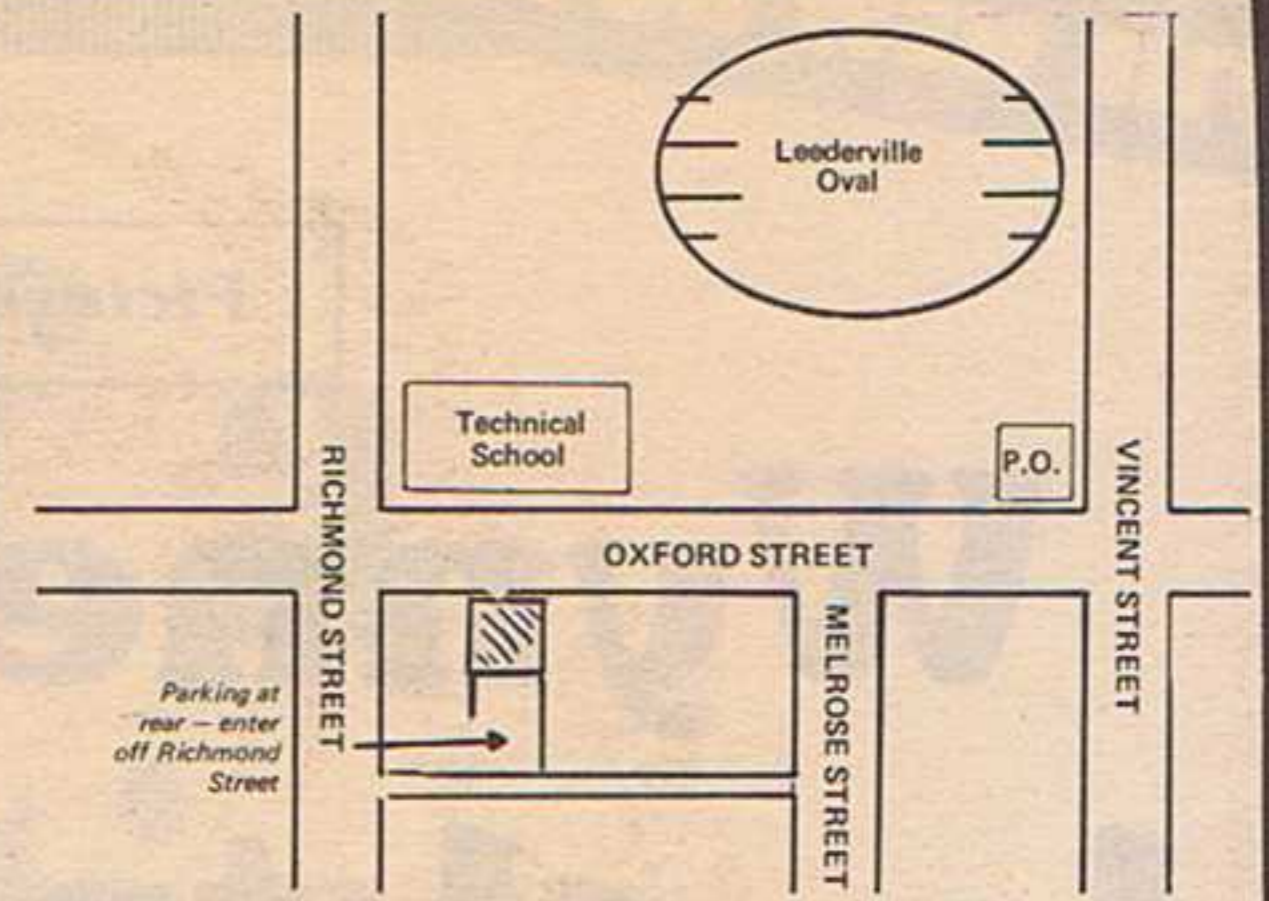 Leederville
Oval
Technical
School
P.O.
RICHMOND STREET
VINCENT STREET
OXFORD STREET
MELROSE STREET
Parking at
rear — enter
off Richmond
Street